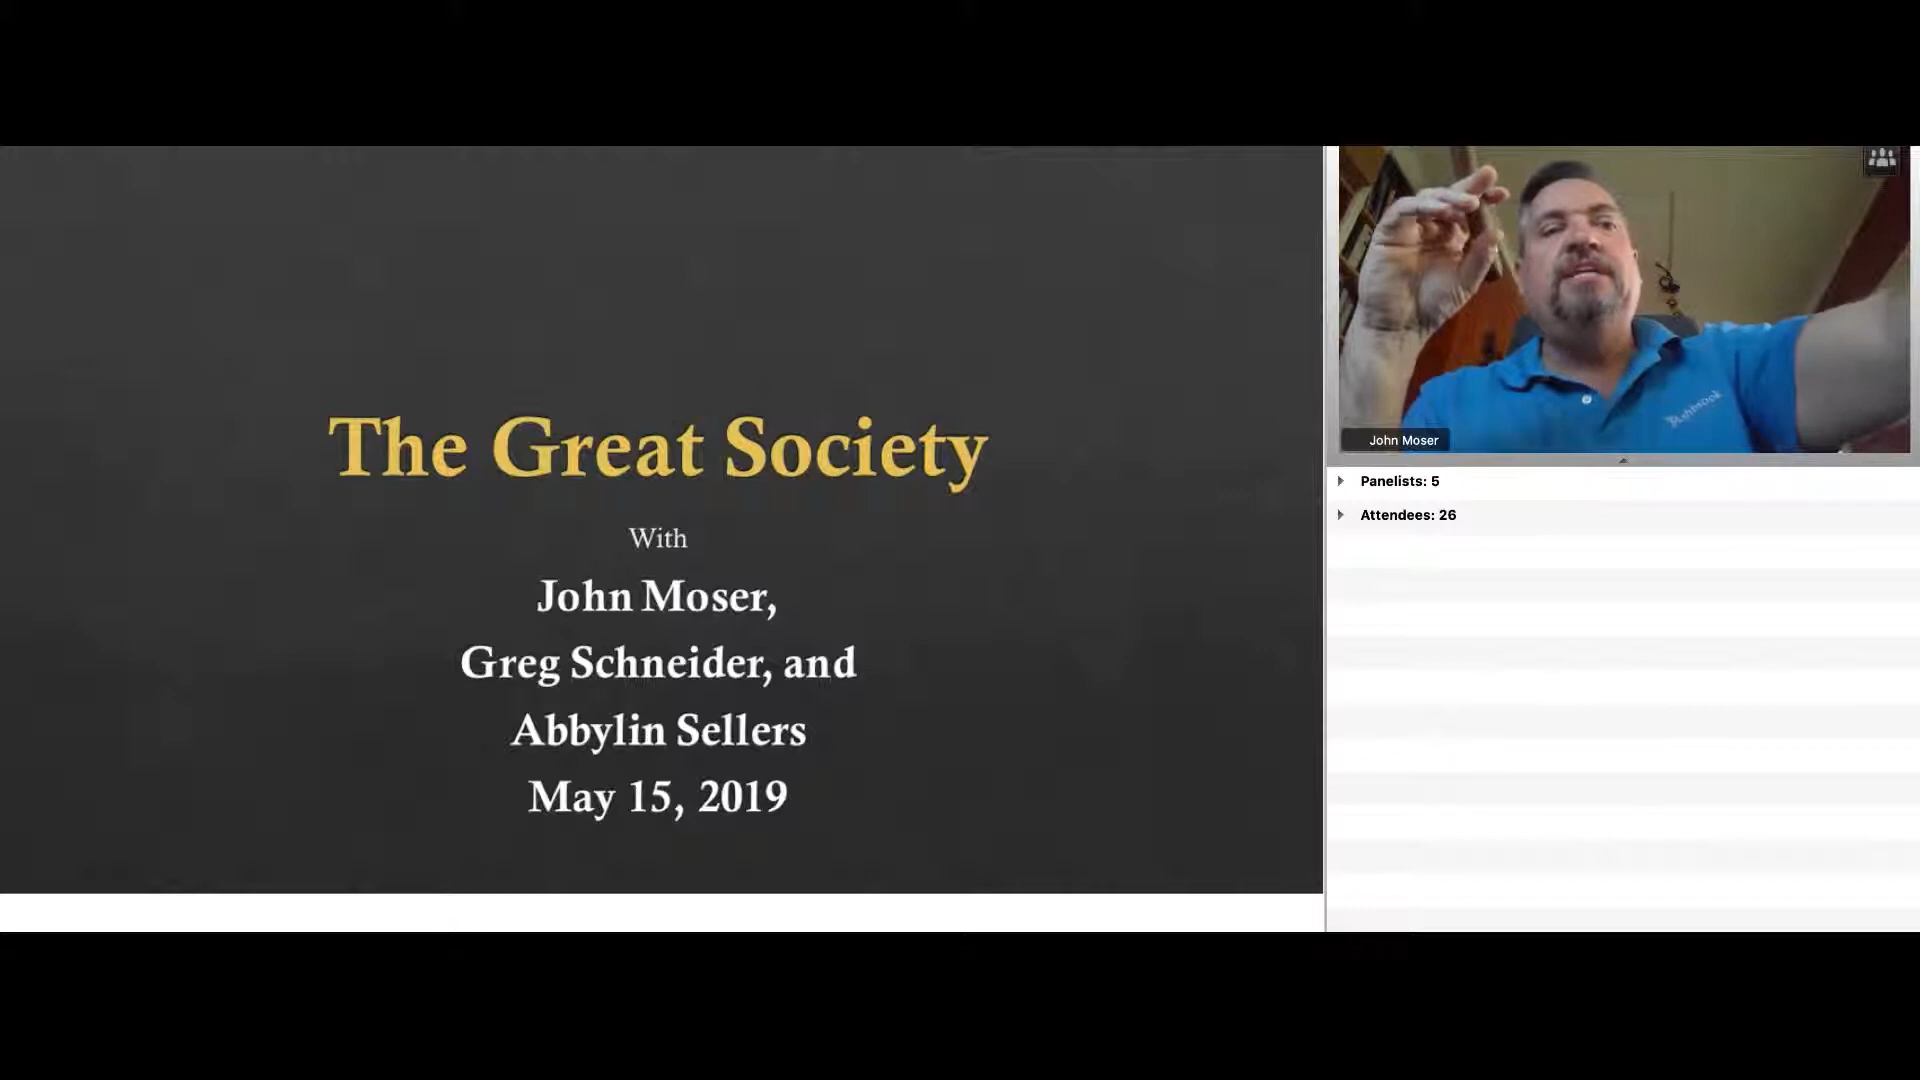 The Great Society
With
John Moser,
Greg Schneider, and
Abbylin Sellers
May 15, 2019
Ashbrook
John Moser
Panelists: 5
Attendees: 26